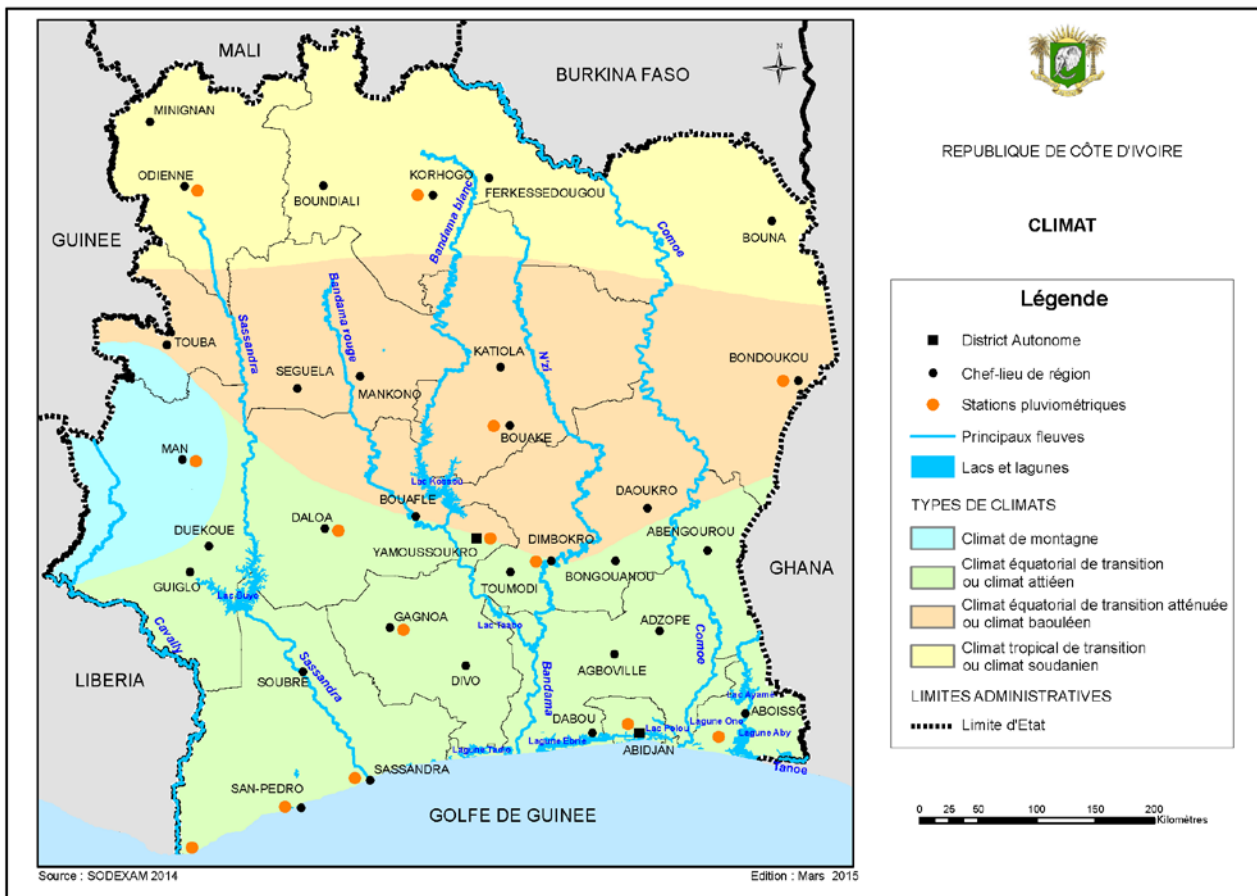 MALI
BURKINA FASO
N
MINIGNAN
ODIENNE
BOUNDIALI
KORHOGO
FERKESSEDOUGOU
Bandama blanc
Comoe
BOUNA
GUINEE
Bandama rouge
Sassandra
TOUBA
SEGUELA
MANKONO
KATIOLA
N'zi
BONDOUKOU
BOUAKE
MAN
Lac Kossou
BOUAFLE
DAOUKRO
DUEKOUE
DALOA
YAMOUSSOUKRO
DIMBOKRO
ABENGOUROU
GHANA
GUIGLO
TOUMODI
BONGOUANOU
Lac Buyo
GAGNOA
Lac Taabo
ADZOPE
Cavally
Comoe
LIBERIA
SOUBRE
Sassandra
DIVO
AGBOVILLE
Bandama
Lac Ayame
ABOISSO
DABOU
Lagune Ono
Lagune Ebrie
Lagune Aby
ABIDJAN
Tanoe
SASSANDRA
SAN-PEDRO
GOLFE DE GUINEE
Source : SODEXAM 2014
Edition : Mars 2015
REPUBLIQUE DE CÔTE D'IVOIRE
CLIMAT
Légende
District Autonome
Chef-lieu de région
Stations pluviométriques
Principaux fleuves
Lacs et lagunes
TYPES DE CLIMATS
Climat de montagne
Climat équatorial de transition
ou climat attiéen
Climat équatorial de transition atténuée
ou climat baouléen
Climat tropical de transition
ou climat soudanien
LIMITES ADMINISTRATIVES
Limite d'Etat
0 25 50 100 150 200
Kilomètres